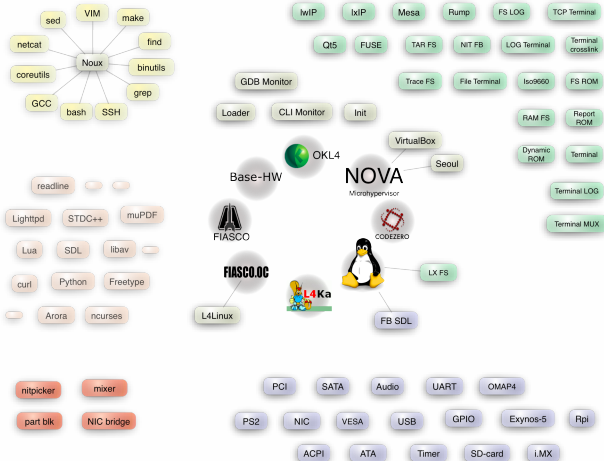 VIM
sed
make
netcat
find
Noux
coreutils
binutils
GCC
grep
bash
SSH
IwIP
IxIP
Mesa
Rump
FS LOG
TCP Terminal
Qt5
FUSE
TAR FS
NIT FB
LOG Terminal
Terminal
crosslink
GDB Monitor
Trace FS
File Terminal
Iso9660
FS ROM
Loader
CLI Monitor
Init
RAM FS
Report
ROM
VirtualBox
Seoul
Dynamic
ROM
Terminal
OKL4
Base-HW
NOVA
Microhypervisor
Terminal LOG
Terminal MUX
readline
Lighttpd
STDC++
muPDF
FIASCO
CODEZERO
Lua
SDL
libav
curl
Python
Freetype
FIASCO.OC
LX FS
L4Ka
Arora
ncurses
L4Linux
FB SDL
nitpicker
mixer
part blk
NIC bridge
PCI
SATA
Audio
UART
OMAP4
PS2
NIC
VESA
USB
GPIO
Exynos-5
Rpi
ACPI
ATA
Timer
SD-card
i.MX